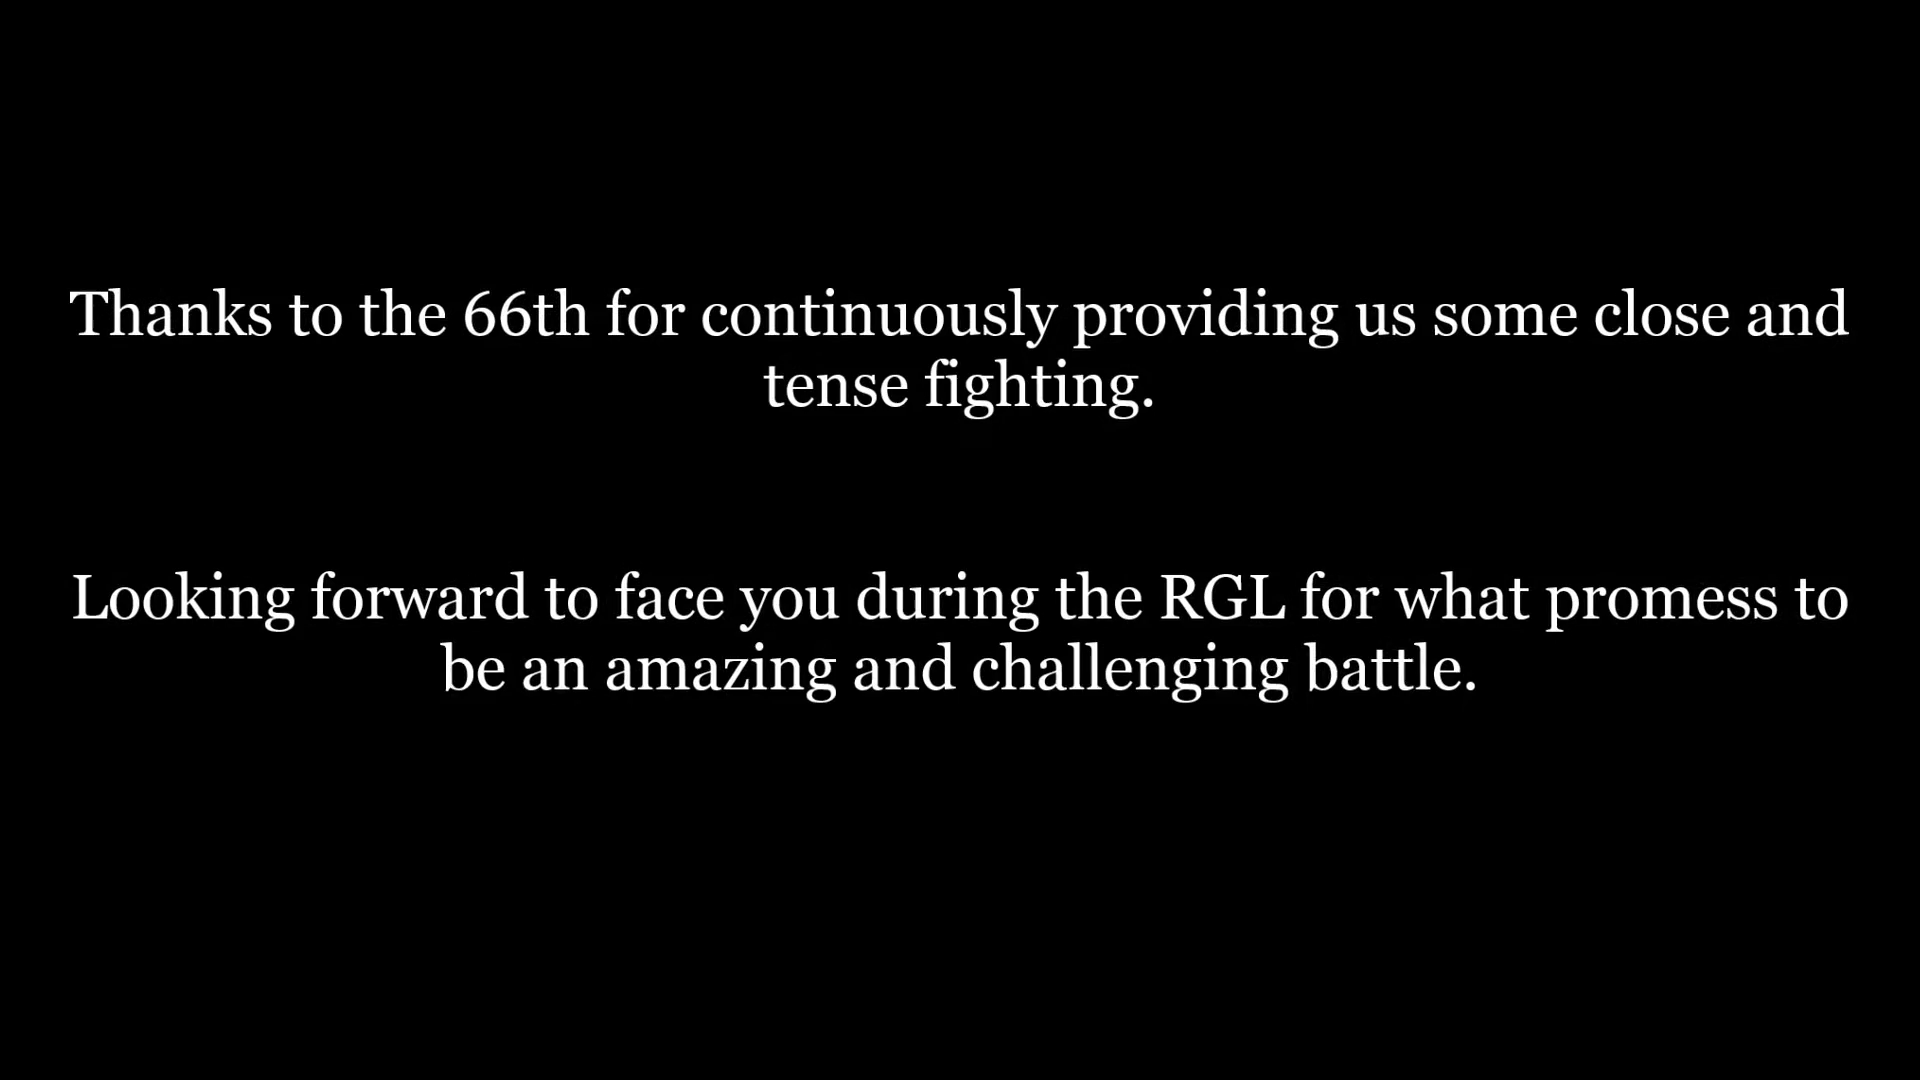 Thanks to the 66th for continuously providing us some close and
tense fighting.
Looking forward to face you during the RGL for what promess to
be an amazing and challenging battle.